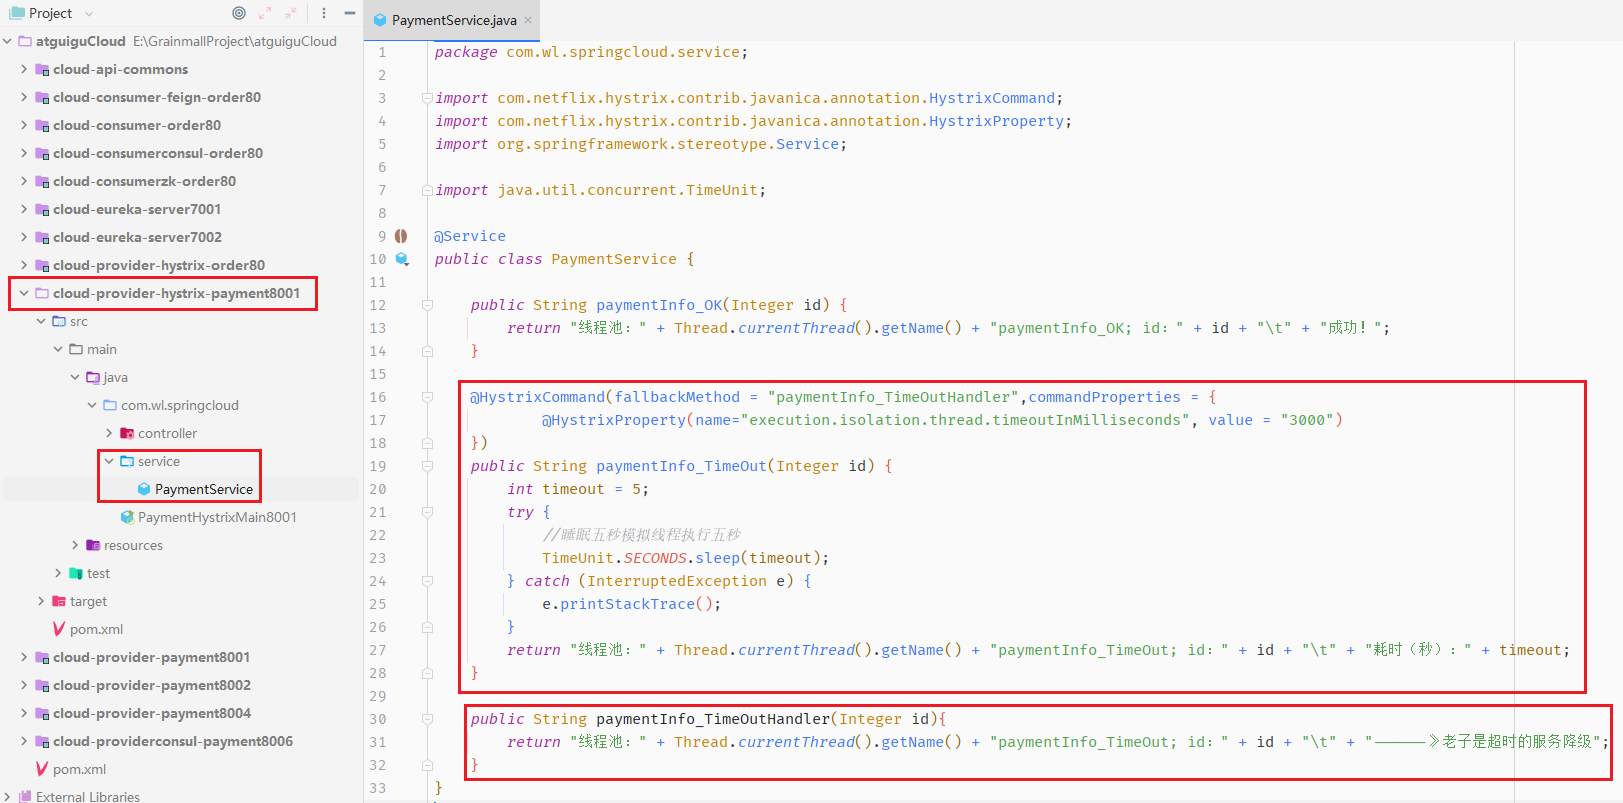 Project
atguiguCloud E:\GrainmallProject\atguiguCloud
cloud-api-commons
cloud-consumer-feign-order80
cloud-consumer-order80
cloud-consumerconsul-order80
cloud-consumerzk-order80
cloud-eureka-server7001
cloud-eureka-server7002
cloud-provider-hystrix-order80
cloud-provider-hystrix-payment8001
src
main
java
com.wl.springcloud
controller
service
PaymentService
PaymentHystrixMain8001
resources
test
target
pom.xml
cloud-provider-payment8001
cloud-provider-payment8002
cloud-provider-payment8004
cloud-providerconsul-payment8006
pom.xml
External Libraries
PaymentService.java
1 package com.wl.springcloud.service;
2
3 import com.netflix.hystrix.contrib.javanica.annotation.HystrixCommand;
4 import com.netflix.hystrix.contrib.javanica.annotation.HystrixProperty;
5 import org.springframework.stereotype.Service;
6
7 import java.util.concurrent.TimeUnit;
8
9 @Service
10 public class PaymentService {
11
12 public String paymentInfo_OK(Integer id) {
13 return "线程池：" + Thread.currentThread().getName() + "paymentInfo_OK; id：" + id + "\t" + "成功！";
14 }
15
16 @HystrixCommand(fallbackMethod = "paymentInfo_TimeOutHandler",commandProperties = {
17 @HystrixProperty(name="execution.isolation.thread.timeoutInMilliseconds", value = "3000")
18 })
19 public String paymentInfo_TimeOut(Integer id) {
20 int timeout = 5;
21 try {
22 //睡眠五秒模拟线程执行五秒
23 TimeUnit.SECONDS.sleep(timeout);
24 } catch (InterruptedException e) {
25 e.printStackTrace();
26 }
27 return "线程池：" + Thread.currentThread().getName() + "paymentInfo_TimeOut; id：" + id + "\t" + "耗时（秒）：" + timeout;
28 }
29
30 public String paymentInfo_TimeOutHandler(Integer id){
31 return "线程池：" + Thread.currentThread().getName() + "paymentInfo_TimeOut; id：" + id + "\t" + "———》老子是超时的服务降级";
32 }
33 }